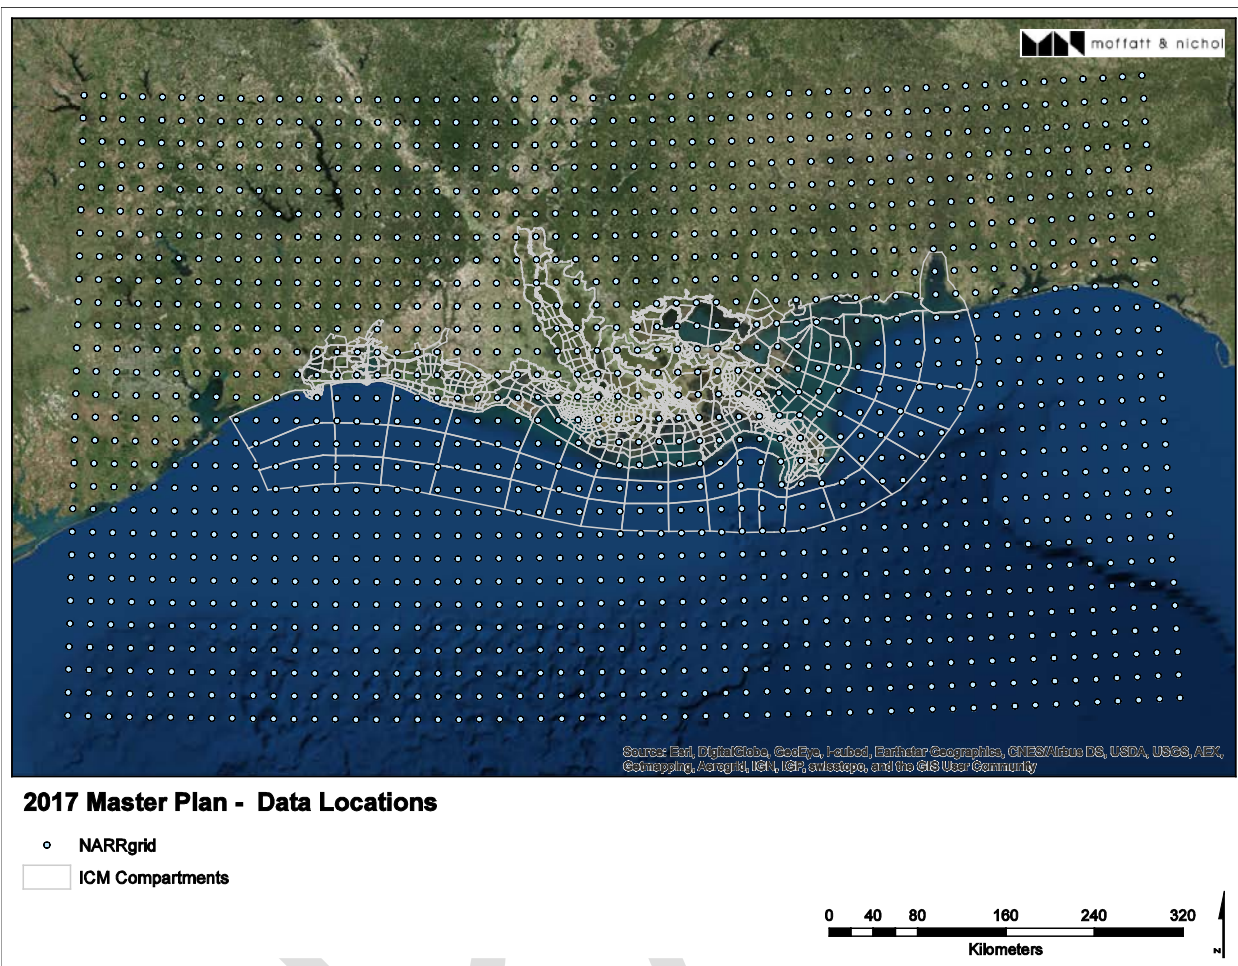 moffatt & nichol
Source: Esri, DigitalGlobe, GeoEye, i-cubed, Earthstar Geographics, CNES/Airbus DS, USDA, USGS, AEX,
Getmapping, Aerogrid, IGN, IGP, swisstopo, and the GIS User Community
2017 Master Plan - Data Locations
NARRgrid
ICM Compartments
0 40 80 160 240 320
Kilometers
N